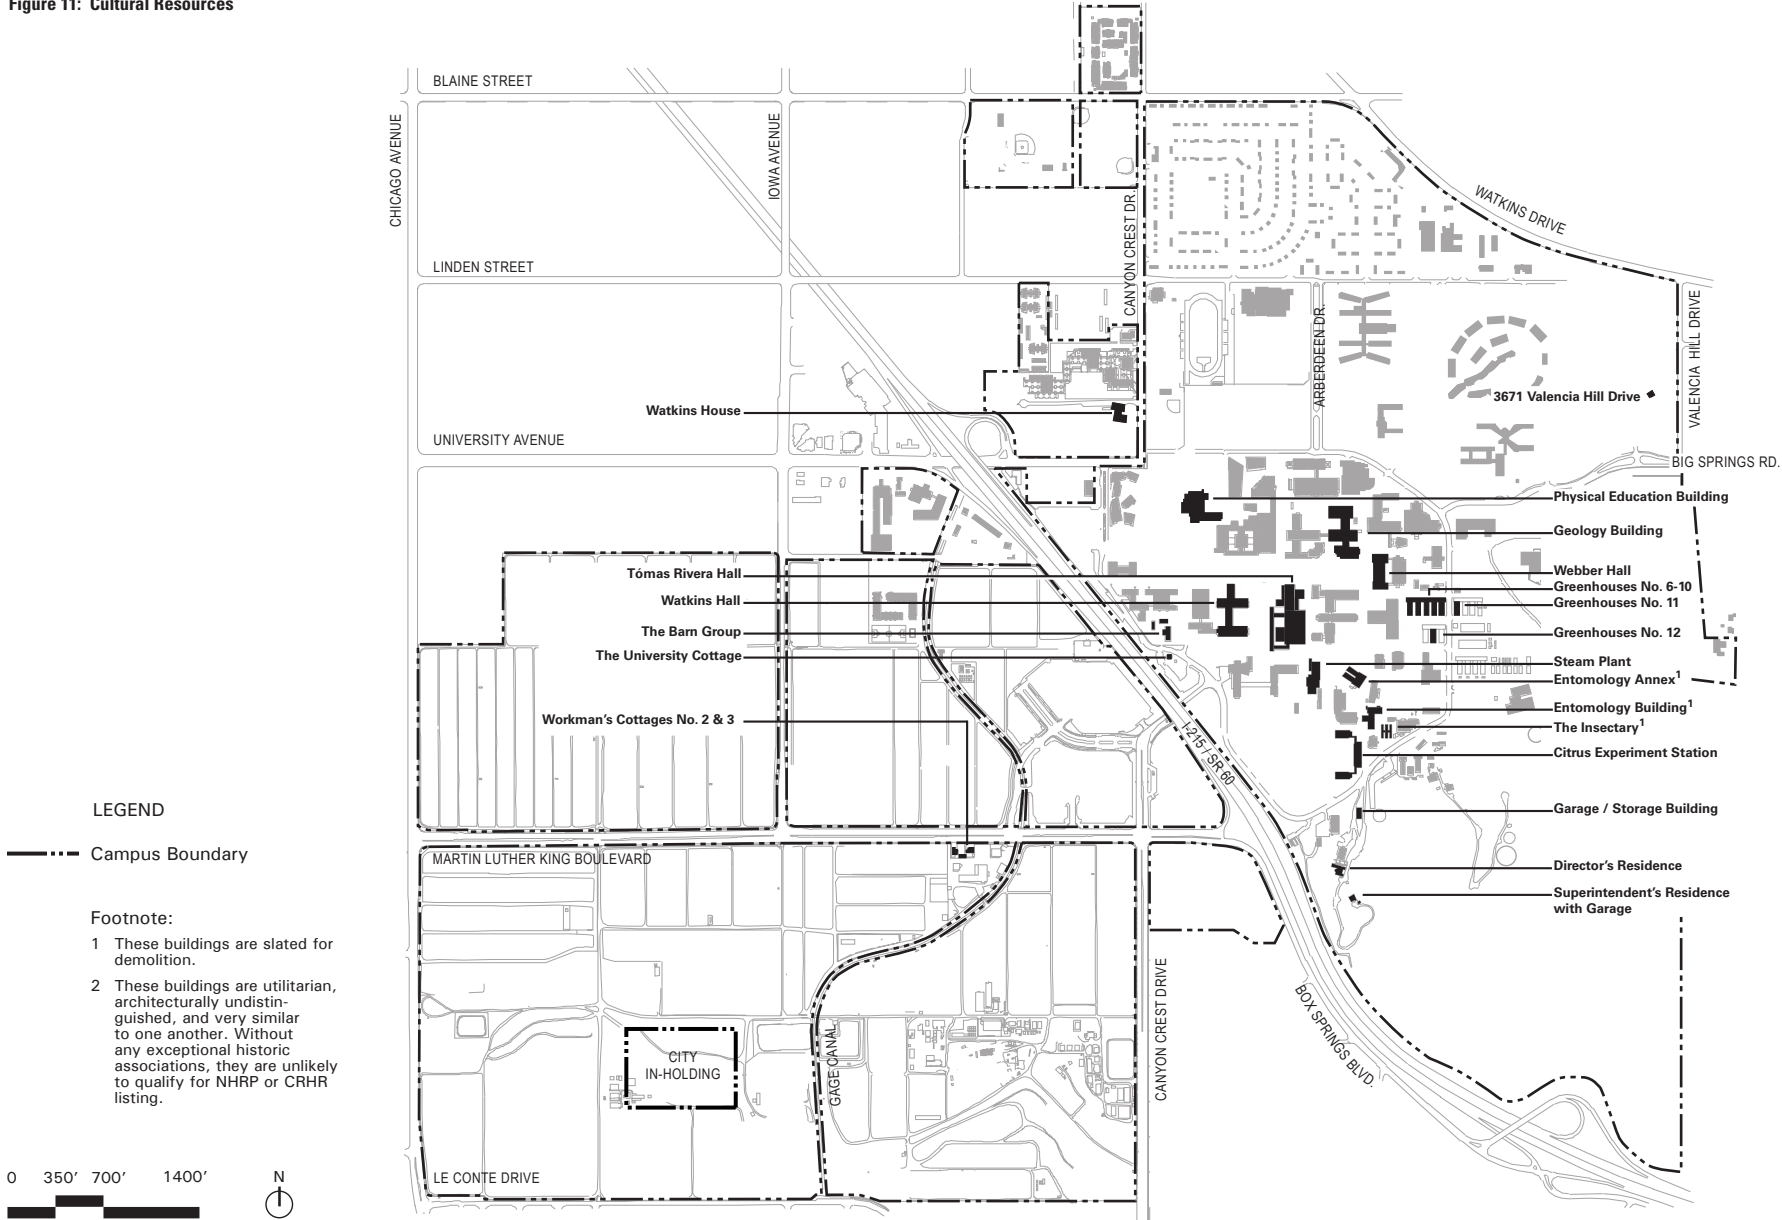 Figure 11: Cultural Resources
BLAINE STREET
CHICAGO AVENUE
IOWA AVENUE
CANYON CREST DR.
WATKINS DRIVE
LINDEN STREET
ARBERDEEN DR.
VALENCIA HILL DRIVE
3671 Valencia Hill Drive
Watkins House
UNIVERSITY AVENUE
BIG SPRINGS RD.
Physical Education Building
Geology Building
Tómas Rivera Hall
Webber Hall
Greenhouses No. 6-10
Watkins Hall
Greenhouses No. 11
The Barn Group
Greenhouses No. 12
The University Cottage
Steam Plant
Entomology Annex1
Entomology Building1
Workman's Cottages No. 2 & 3
The Insectary1
I-215 / SR 60
Citrus Experiment Station
Garage / Storage Building
MARTIN LUTHER KING BOULEVARD
Director's Residence
Superintendent's Residence
with Garage
CANYON CREST DRIVE
BOX SPRINGS BLVD.
GAGE CANAL
CITY
IN-HOLDING
LE CONTE DRIVE
LEGEND
Campus Boundary
Footnote:
1 These buildings are slated for
demolition.
2 These buildings are utilitarian,
architecturally undistin-
guished, and very similar
to one another. Without
any exceptional historic
associations, they are unlikely
to qualify for NHRP or CRHR
listing.
0 350' 700' 1400'
N